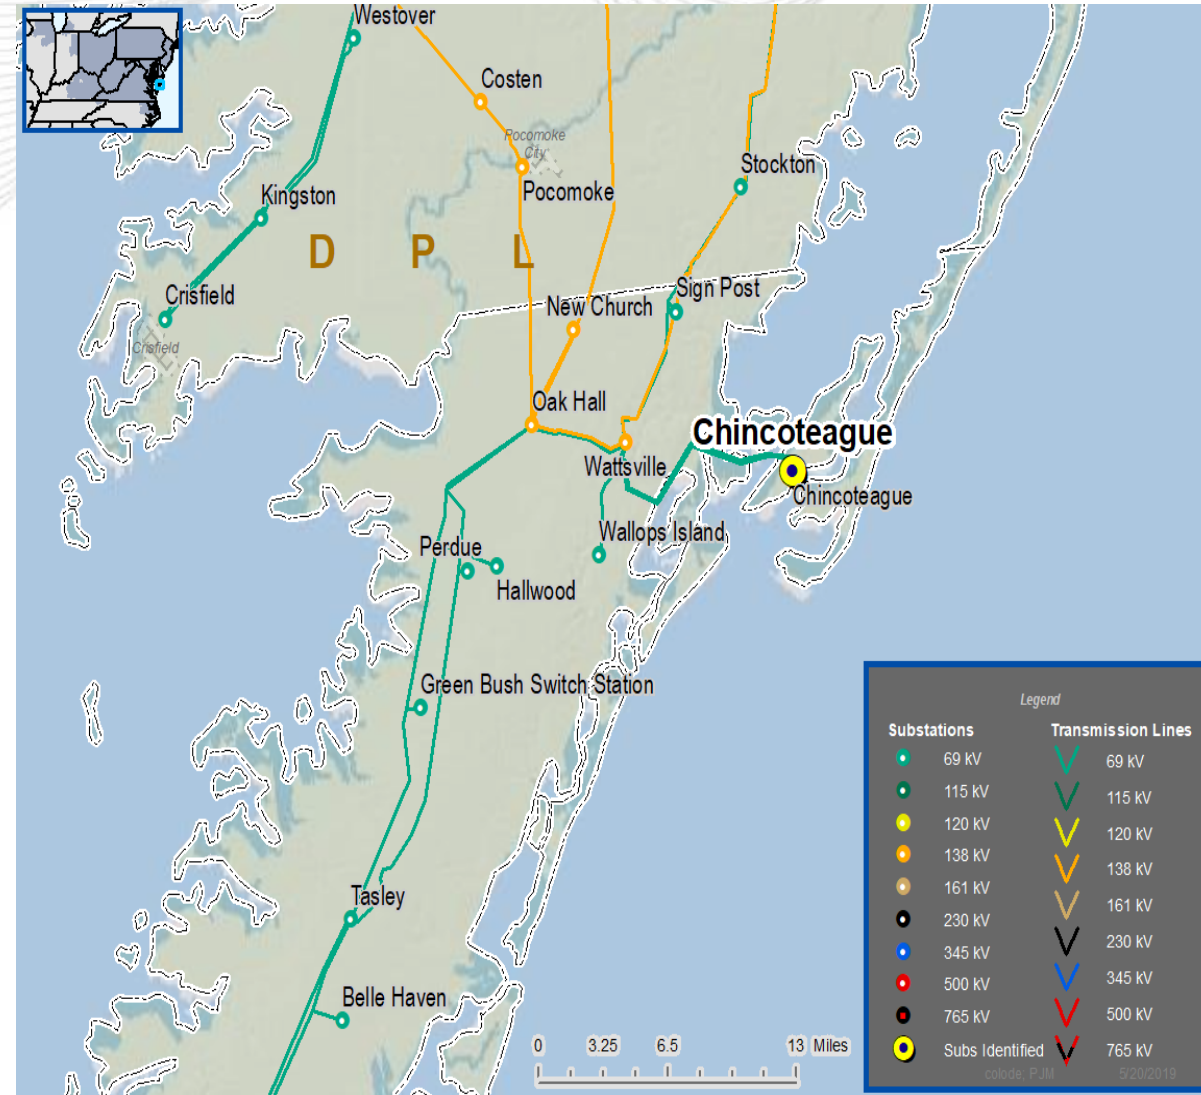 Westover
Costen
Pocomoke
City
Stockton
Pocomoke
Kingston
D P L
Sign Post
Crisfield
New Church
Crisfield
Oak Hall
Chincoteague
Wattsville
Chincoteague
Wallops Island
Perdue
Hallwood
Green Bush Switch Station
Tasley
Belle Haven
0 3.25 6.5 13 Miles
Legend
Substations Transmission Lines
69 kV 69 kV
115 kV 115 kV
120 kV 120 kV
138 kV 138 kV
161 kV 161 kV
230 kV 230 kV
345 kV 345 kV
500 kV 500 kV
765 kV 765 kV
Subs Identified
colode; PJM 5/20/2019